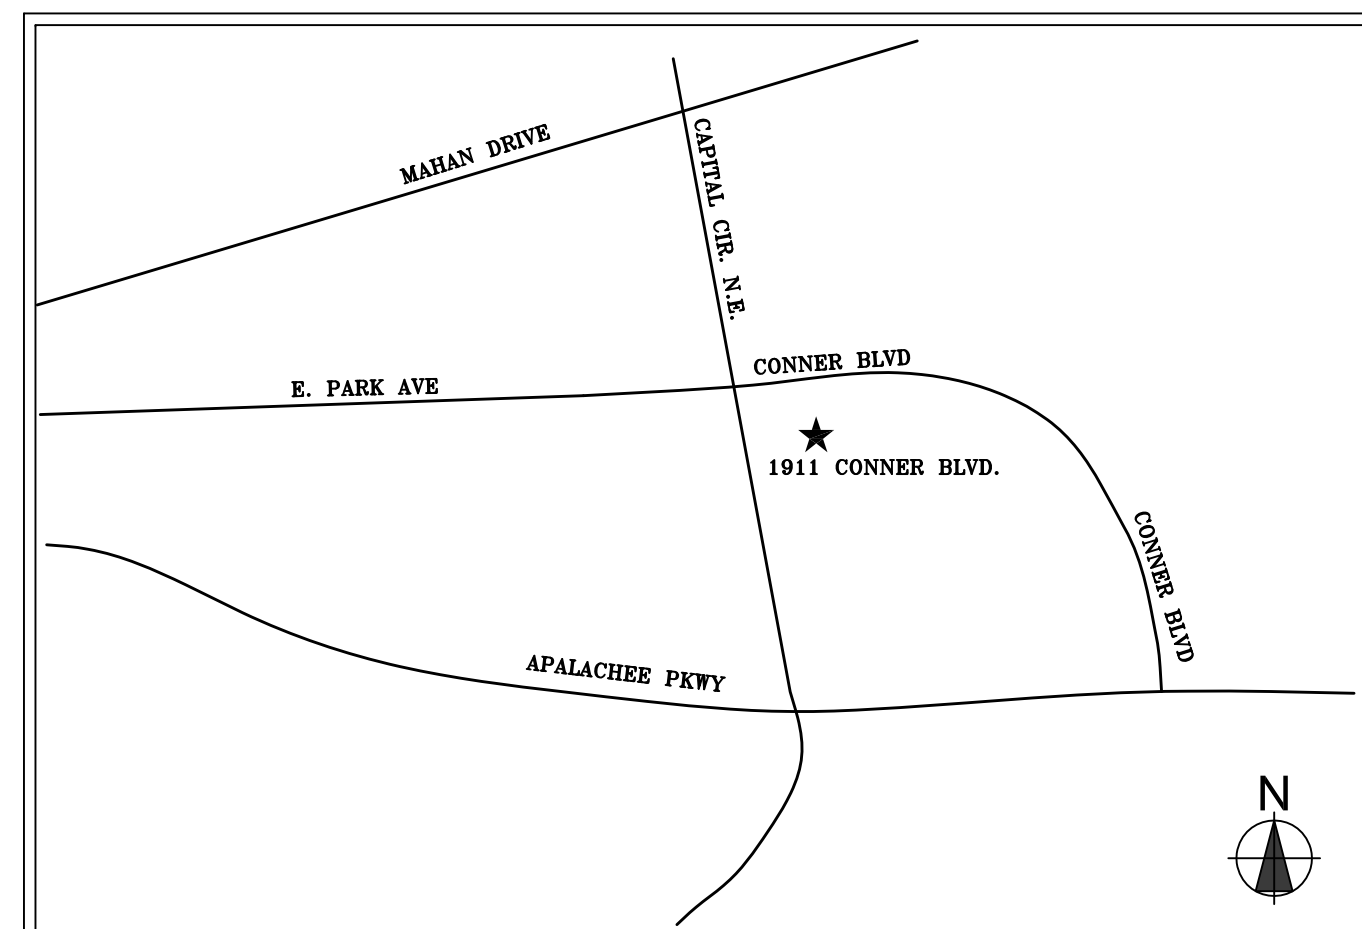 MAHAN DRIVE
CAPITAL CIR. N.E.
CONNER BLVD
E. PARK AVE
1911 CONNER BLVD.
CONNER BLVD
APALACHEE PKWY
N